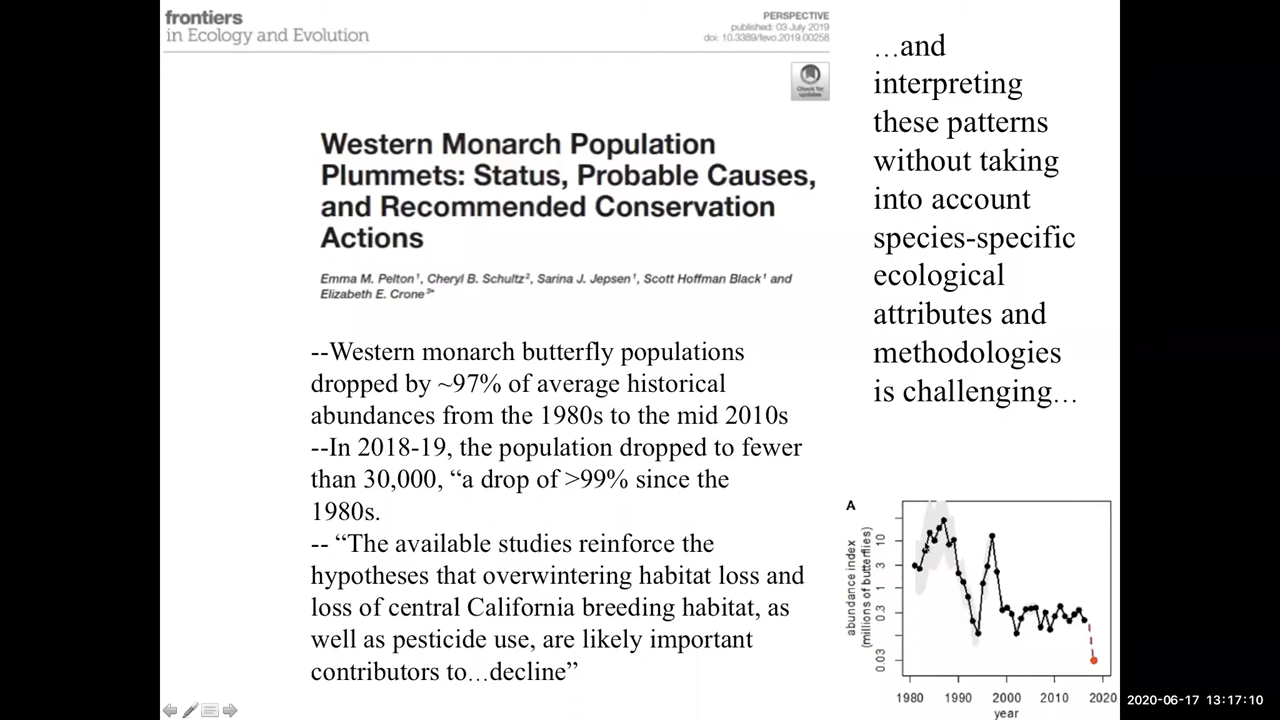 frontiers
in Ecology and Evolution
PERSPECTIVE
published: 03 July 2019
doi: 10.3389/fevo.2019.00258
Check for
updates
Western Monarch Population
Plummets: Status, Probable Causes,
and Recommended Conservation
Actions
Emma M. Pelton¹, Cheryl B. Schultz², Sarina J. Jepsen¹, Scott Hoffman Black¹ and
Elizabeth E. Crone³*
--Western monarch butterfly populations
dropped by ~97% of average historical
abundances from the 1980s to the mid 2010s
--In 2018-19, the population dropped to fewer
than 30,000, “a drop of >99% since the
1980s.
-- “The available studies reinforce the
hypotheses that overwintering habitat loss and
loss of central California breeding habitat, as
well as pesticide use, are likely important
contributors to…decline”
…and
interpreting
these patterns
without taking
into account
species-specific
ecological
attributes and
methodologies
is challenging…
A
abundance index
(millions of butterflies)
10
3
1
0.3
0.03
1980 1990 2000 2010 2020
year
2020-06-17 13:17:10